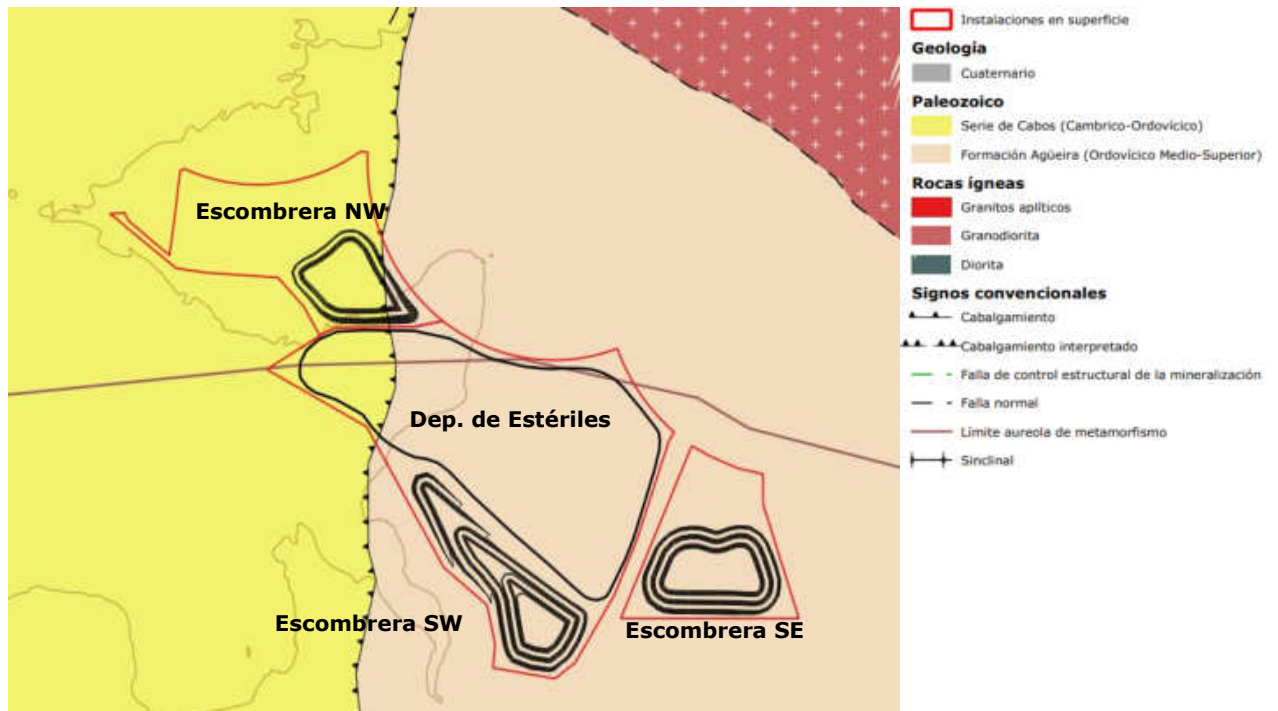 Escombrera NW
Dep. de Estériles
Escombrera SW
Escombrera SE
Instalaciones en superficie
Geología
Cuaternario
Paleozoico
Serie de Cabos (Cambrico-Ordovícico)
Formación Agüeira (Ordovícico Medio-Superior)
Rocas ígneas
Granitos aplíticos
Granodiorita
Diorita
Signos convencionales
Cabalgamiento
Cabalgamiento interpretado
Falla de control estructural de la mineralización
Falla normal
Límite aureola de metamorfismo
Sinclinal